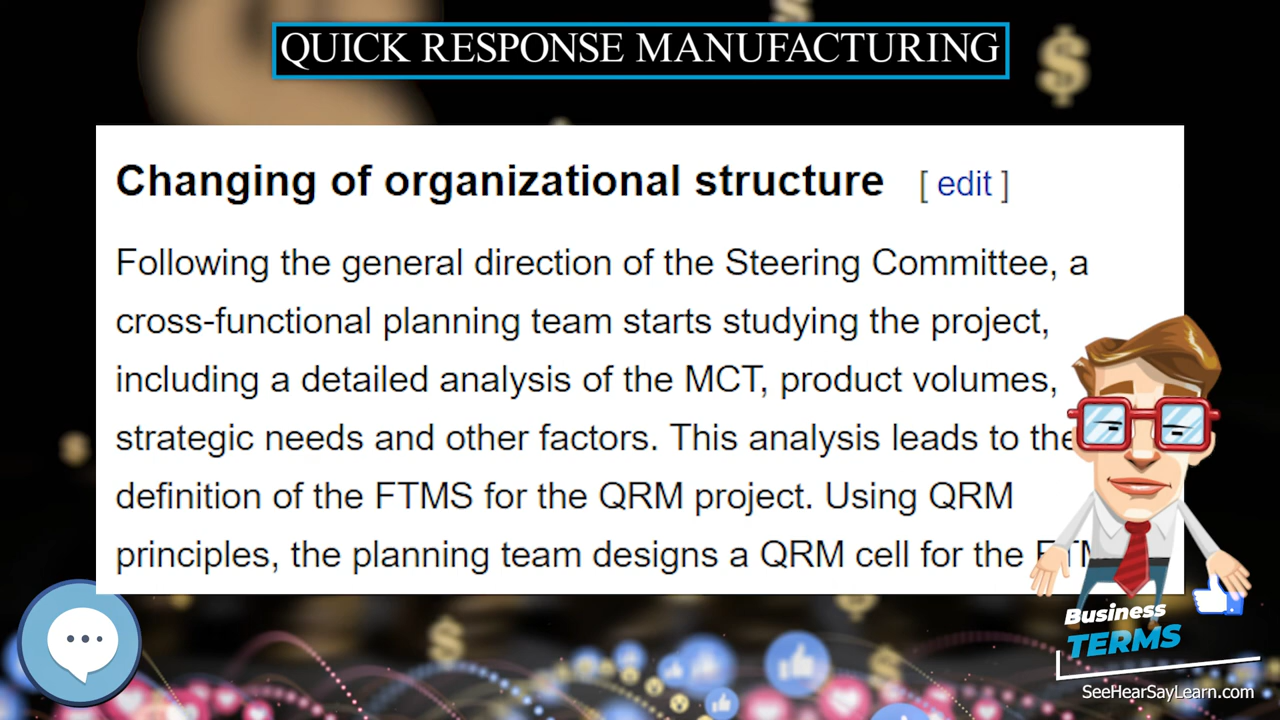 QUICK RESPONSE MANUFACTURING
Changing of organizational structure [ edit ]
Following the general direction of the Steering Committee, a
cross-functional planning team starts studying the project,
including a detailed analysis of the MCT, product volumes,
strategic needs and other factors. This analysis leads to the
definition of the FTMS for the QRM project. Using QRM
principles, the planning team designs a QRM cell for the
Business
TERMS
SeeHearSayLearn.com